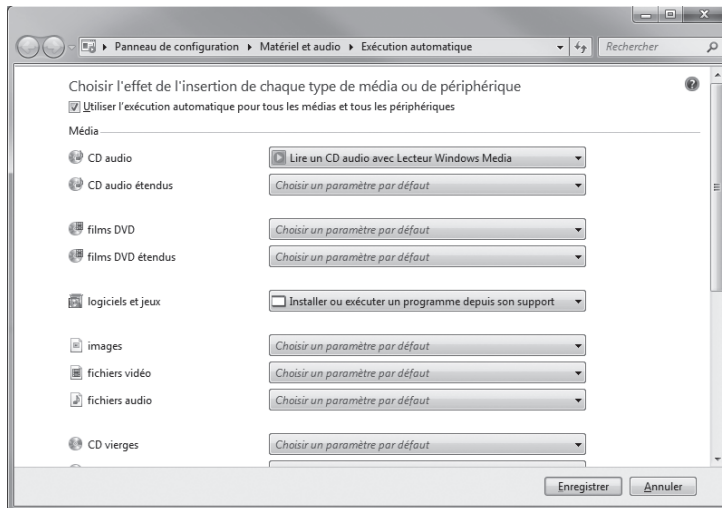 Panneau de configuration ▸ Matériel et audio ▸ Exécution automatique
Rechercher
Choisir l'effet de l'insertion de chaque type de média ou de périphérique
Utiliser l'exécution automatique pour tous les médias et tous les périphériques
Média
CD audio Lire un CD audio avec Lecteur Windows Media
CD audio étendus Choisir un paramètre par défaut
films DVD Choisir un paramètre par défaut
films DVD étendus Choisir un paramètre par défaut
logiciels et jeux Installer ou exécuter un programme depuis son support
images Choisir un paramètre par défaut
fichiers vidéo Choisir un paramètre par défaut
fichiers audio Choisir un paramètre par défaut
CD vierges Choisir un paramètre par défaut
Enregistrer Annuler